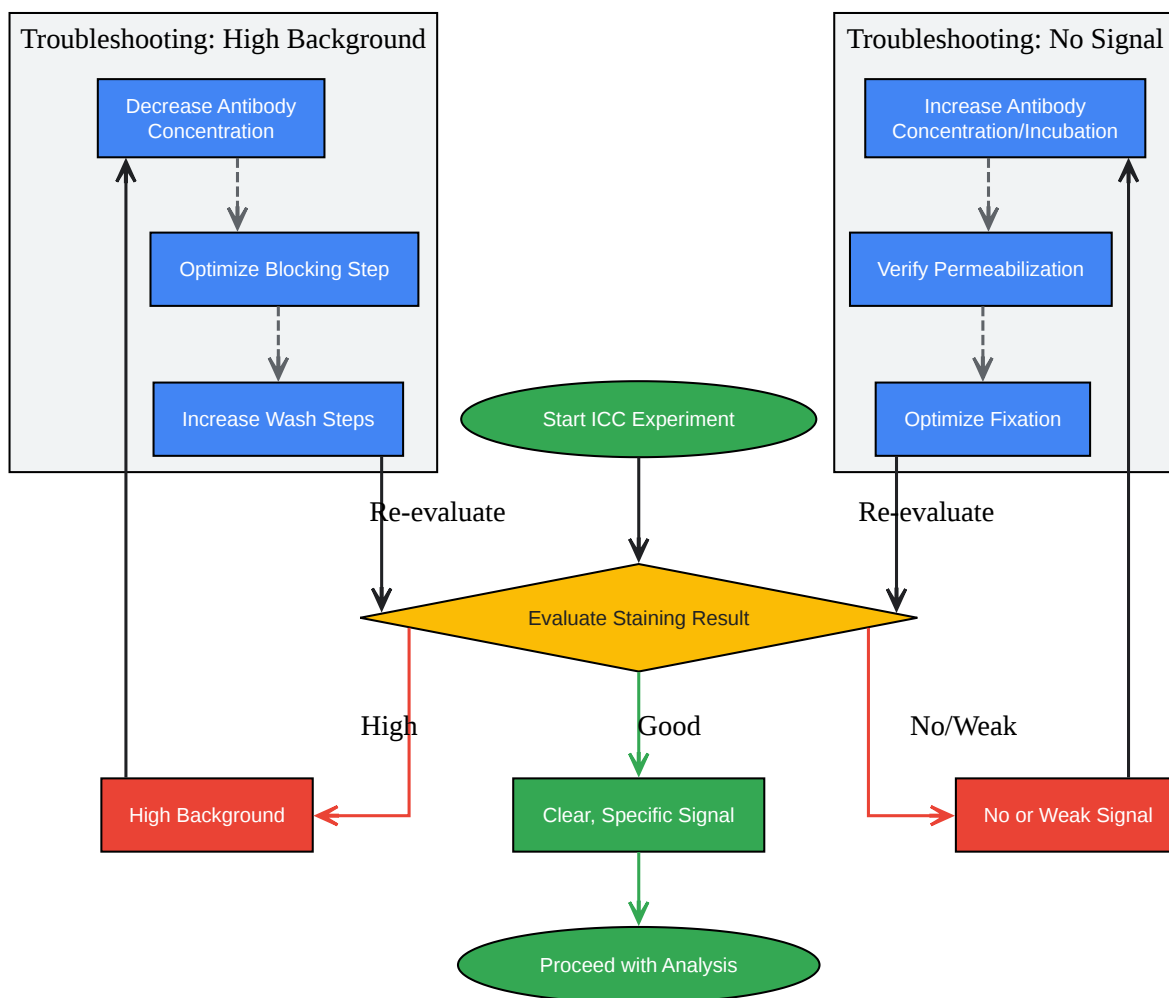 Troubleshooting: High Background
Decrease Antibody
Concentration
Optimize Blocking Step
Increase Wash Steps
Troubleshooting: No Signal
Increase Antibody
Concentration/Incubation
Verify Permeabilization
Optimize Fixation
Start ICC Experiment
Re-evaluate
Re-evaluate
Evaluate Staining Result
High
Good
No/Weak
High Background
Clear, Specific Signal
No or Weak Signal
Proceed with Analysis